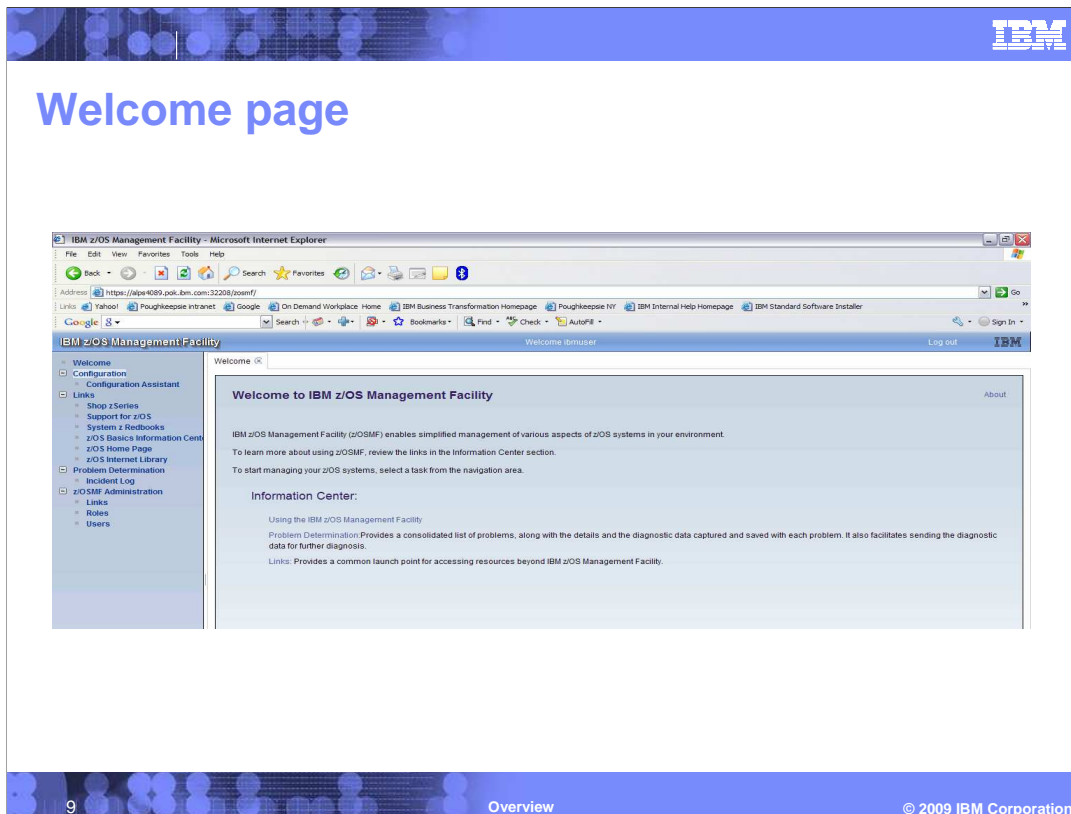 IBM
Welcome page
IBM z/OS Management Facility - Microsoft Internet Explorer
File Edit View Favorites Tools Help
Back Search Favorites
Address https://alps4089.pok.ibm.com:32208/zosmf/ Go
Links Yahoo! Poughkeepsie intranet Google On Demand Workplace Home IBM Business Transformation Homepage Poughkeepsie NY IBM Internal Help Homepage IBM Standard Software Installer
Google Search Bookmarks Find Check AutoFill Sign In
IBM z/OS Management Facility Welcome ibmuser Log out IBM
Welcome
Configuration
Configuration Assistant
Links
Shop zSeries
Support for z/OS
System z Redbooks
z/OS Basics Information Cent
z/OS Home Page
z/OS Internet Library
Problem Determination
Incident Log
z/OSMF Administration
Links
Roles
Users
Welcome
Welcome to IBM z/OS Management Facility About
IBM z/OS Management Facility (z/OSMF) enables simplified management of various aspects of z/OS systems in your environment.
To learn more about using z/OSMF, review the links in the Information Center section.
To start managing your z/OS systems, select a task from the navigation area.
Information Center:
Using the IBM z/OS Management Facility
Problem Determination:Provides a consolidated list of problems, along with the details and the diagnostic data captured and saved with each problem. It also facilitates sending the diagnostic
data for further diagnosis.
Links: Provides a common launch point for accessing resources beyond IBM z/OS Management Facility.
9 Overview © 2009 IBM Corporation